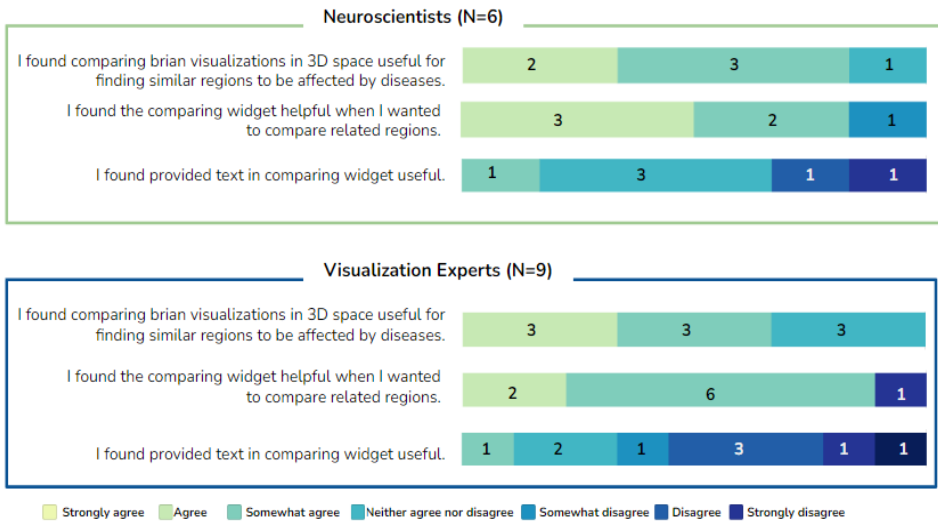 Neuroscientists (N=6)
I found comparing brian visualizations in 3D space useful for
finding similar regions to be affected by diseases.
2 3 1
I found the comparing widget helpful when I wanted
to compare related regions.
3 2 1
I found provided text in comparing widget useful.
1 3 1 1
Visualization Experts (N=9)
I found comparing brian visualizations in 3D space useful for
finding similar regions to be affected by diseases.
3 3 3
I found the comparing widget helpful when I wanted
to compare related regions.
2 6 1
I found provided text in comparing widget useful.
1 2 1 3 1 1
Strongly agree Agree Somewhat agree Neither agree nor disagree Somewhat disagree Disagree Strongly disagree